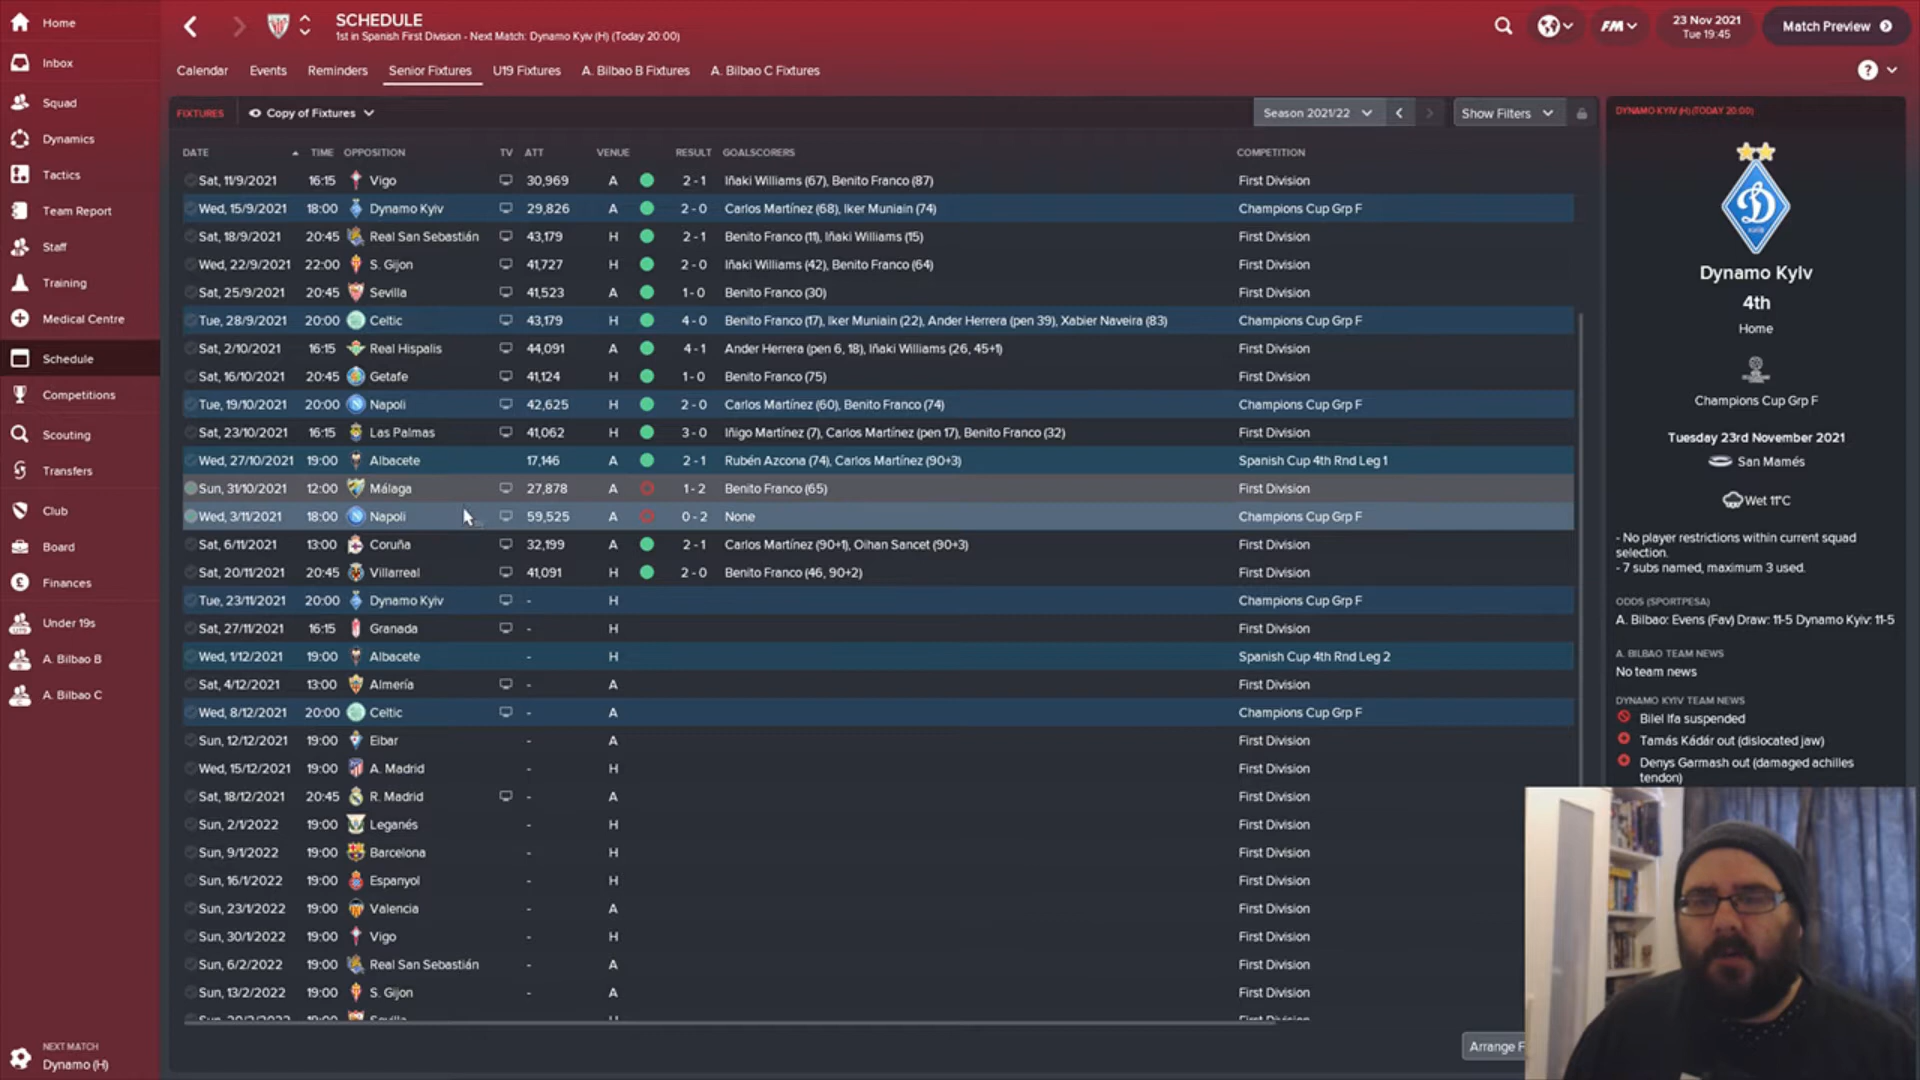 Home
Inbox
Squad
Dynamics
Tactics
Team Report
Staff
Training
Medical Centre
Schedule
Competitions
Scouting
Transfers
Club
Board
Finances
Under 19s
A. Bilbao B
A. Bilbao C
NEXT MATCH
Dynamo (H)
SCHEDULE
1st in Spanish First Division - Next Match: Dynamo Kyiv (H) (Today 20:00)
FM
23 Nov 2021
Tue 19:45
Match Preview
Calendar Events Reminders Senior Fixtures U19 Fixtures A. Bilbao B Fixtures A. Bilbao C Fixtures
FIXTURES Copy of Fixtures Season 2021/22 Show Filters
DATE TIME OPPOSITION TV ATT VENUE RESULT GOALSCORERS COMPETITION
Sat, 11/9/2021 16:15 Vigo 30,969 A 2 - 1 Iñaki Williams (67), Benito Franco (87) First Division
Wed, 15/9/2021 18:00 Dynamo Kyiv 29,826 A 2 - 0 Carlos Martínez (68), Iker Muniain (74) Champions Cup Grp F
Sat, 18/9/2021 20:45 Real San Sebastián 43,179 H 2 - 1 Benito Franco (11), Iñaki Williams (15) First Division
Wed, 22/9/2021 22:00 S. Gijon 41,727 H 2 - 0 Iñaki Williams (42), Benito Franco (64) First Division
Sat, 25/9/2021 20:45 Sevilla 41,523 A 1 - 0 Benito Franco (30) First Division
Tue, 28/9/2021 20:00 Celtic 43,179 H 4 - 0 Benito Franco (17), Iker Muniain (22), Ander Herrera (pen 39), Xabier Naveira (83) Champions Cup Grp F
Sat, 2/10/2021 16:15 Real Hispalis 44,091 A 4 - 1 Ander Herrera (pen 6, 18), Iñaki Williams (26, 45+1) First Division
Sat, 16/10/2021 20:45 Getafe 41,124 H 1 - 0 Benito Franco (75) First Division
Tue, 19/10/2021 20:00 Napoli 42,625 H 2 - 0 Carlos Martínez (60), Benito Franco (74) Champions Cup Grp F
Sat, 23/10/2021 16:15 Las Palmas 41,062 H 3 - 0 Iñigo Martínez (7), Carlos Martínez (pen 17), Benito Franco (32) First Division
Wed, 27/10/2021 19:00 Albacete 17,146 A 2 - 1 Rubén Azcona (74), Carlos Martínez (90+3) Spanish Cup 4th Rnd Leg 1
Sun, 31/10/2021 12:00 Málaga 27,878 A 1 - 2 Benito Franco (65) First Division
Wed, 3/11/2021 18:00 Napoli 59,525 A 0 - 2 None Champions Cup Grp F
Sat, 6/11/2021 13:00 Coruña 32,199 A 2 - 1 Carlos Martínez (90+1), Oihan Sancet (90+3) First Division
Sat, 20/11/2021 20:45 Villarreal 41,091 H 2 - 0 Benito Franco (46, 90+2) First Division
Tue, 23/11/2021 20:00 Dynamo Kyiv - H Champions Cup Grp F
Sat, 27/11/2021 16:15 Granada - H First Division
Wed, 1/12/2021 19:00 Albacete - H Spanish Cup 4th Rnd Leg 2
Sat, 4/12/2021 13:00 Almería - A First Division
Wed, 8/12/2021 20:00 Celtic - A Champions Cup Grp F
Sun, 12/12/2021 19:00 Eibar - A First Division
Wed, 15/12/2021 19:00 A. Madrid - H First Division
Sat, 18/12/2021 20:45 R. Madrid - A First Division
Sun, 2/1/2022 19:00 Leganés - H First Division
Sun, 9/1/2022 19:00 Barcelona - H First Division
Sun, 16/1/2022 19:00 Espanyol - H First Division
Sun, 23/1/2022 19:00 Valencia - A First Division
Sun, 30/1/2022 19:00 Vigo - H First Division
Sun, 6/2/2022 19:00 Real San Sebastián - A First Division
Sun, 13/2/2022 19:00 S. Gijon - A First Division
Arrange F
DYNAMO KYIV (H) (TODAY 20:00)
Dynamo Kyiv
4th
Home
Champions Cup Grp F
Tuesday 23rd November 2021
San Mamés
Wet 11°C
- No player restrictions within current squad
selection.
- 7 subs named, maximum 3 used.
ODDS (SPORTPESA)
A. Bilbao: Evens (Fav) Draw: 11-5 Dynamo Kyiv: 11-5
A. BILBAO TEAM NEWS
No team news
DYNAMO KYIV TEAM NEWS
Bilel Ifa suspended
Tamás Kádár out (dislocated jaw)
Denys Garmash out (damaged achilles
tendon)